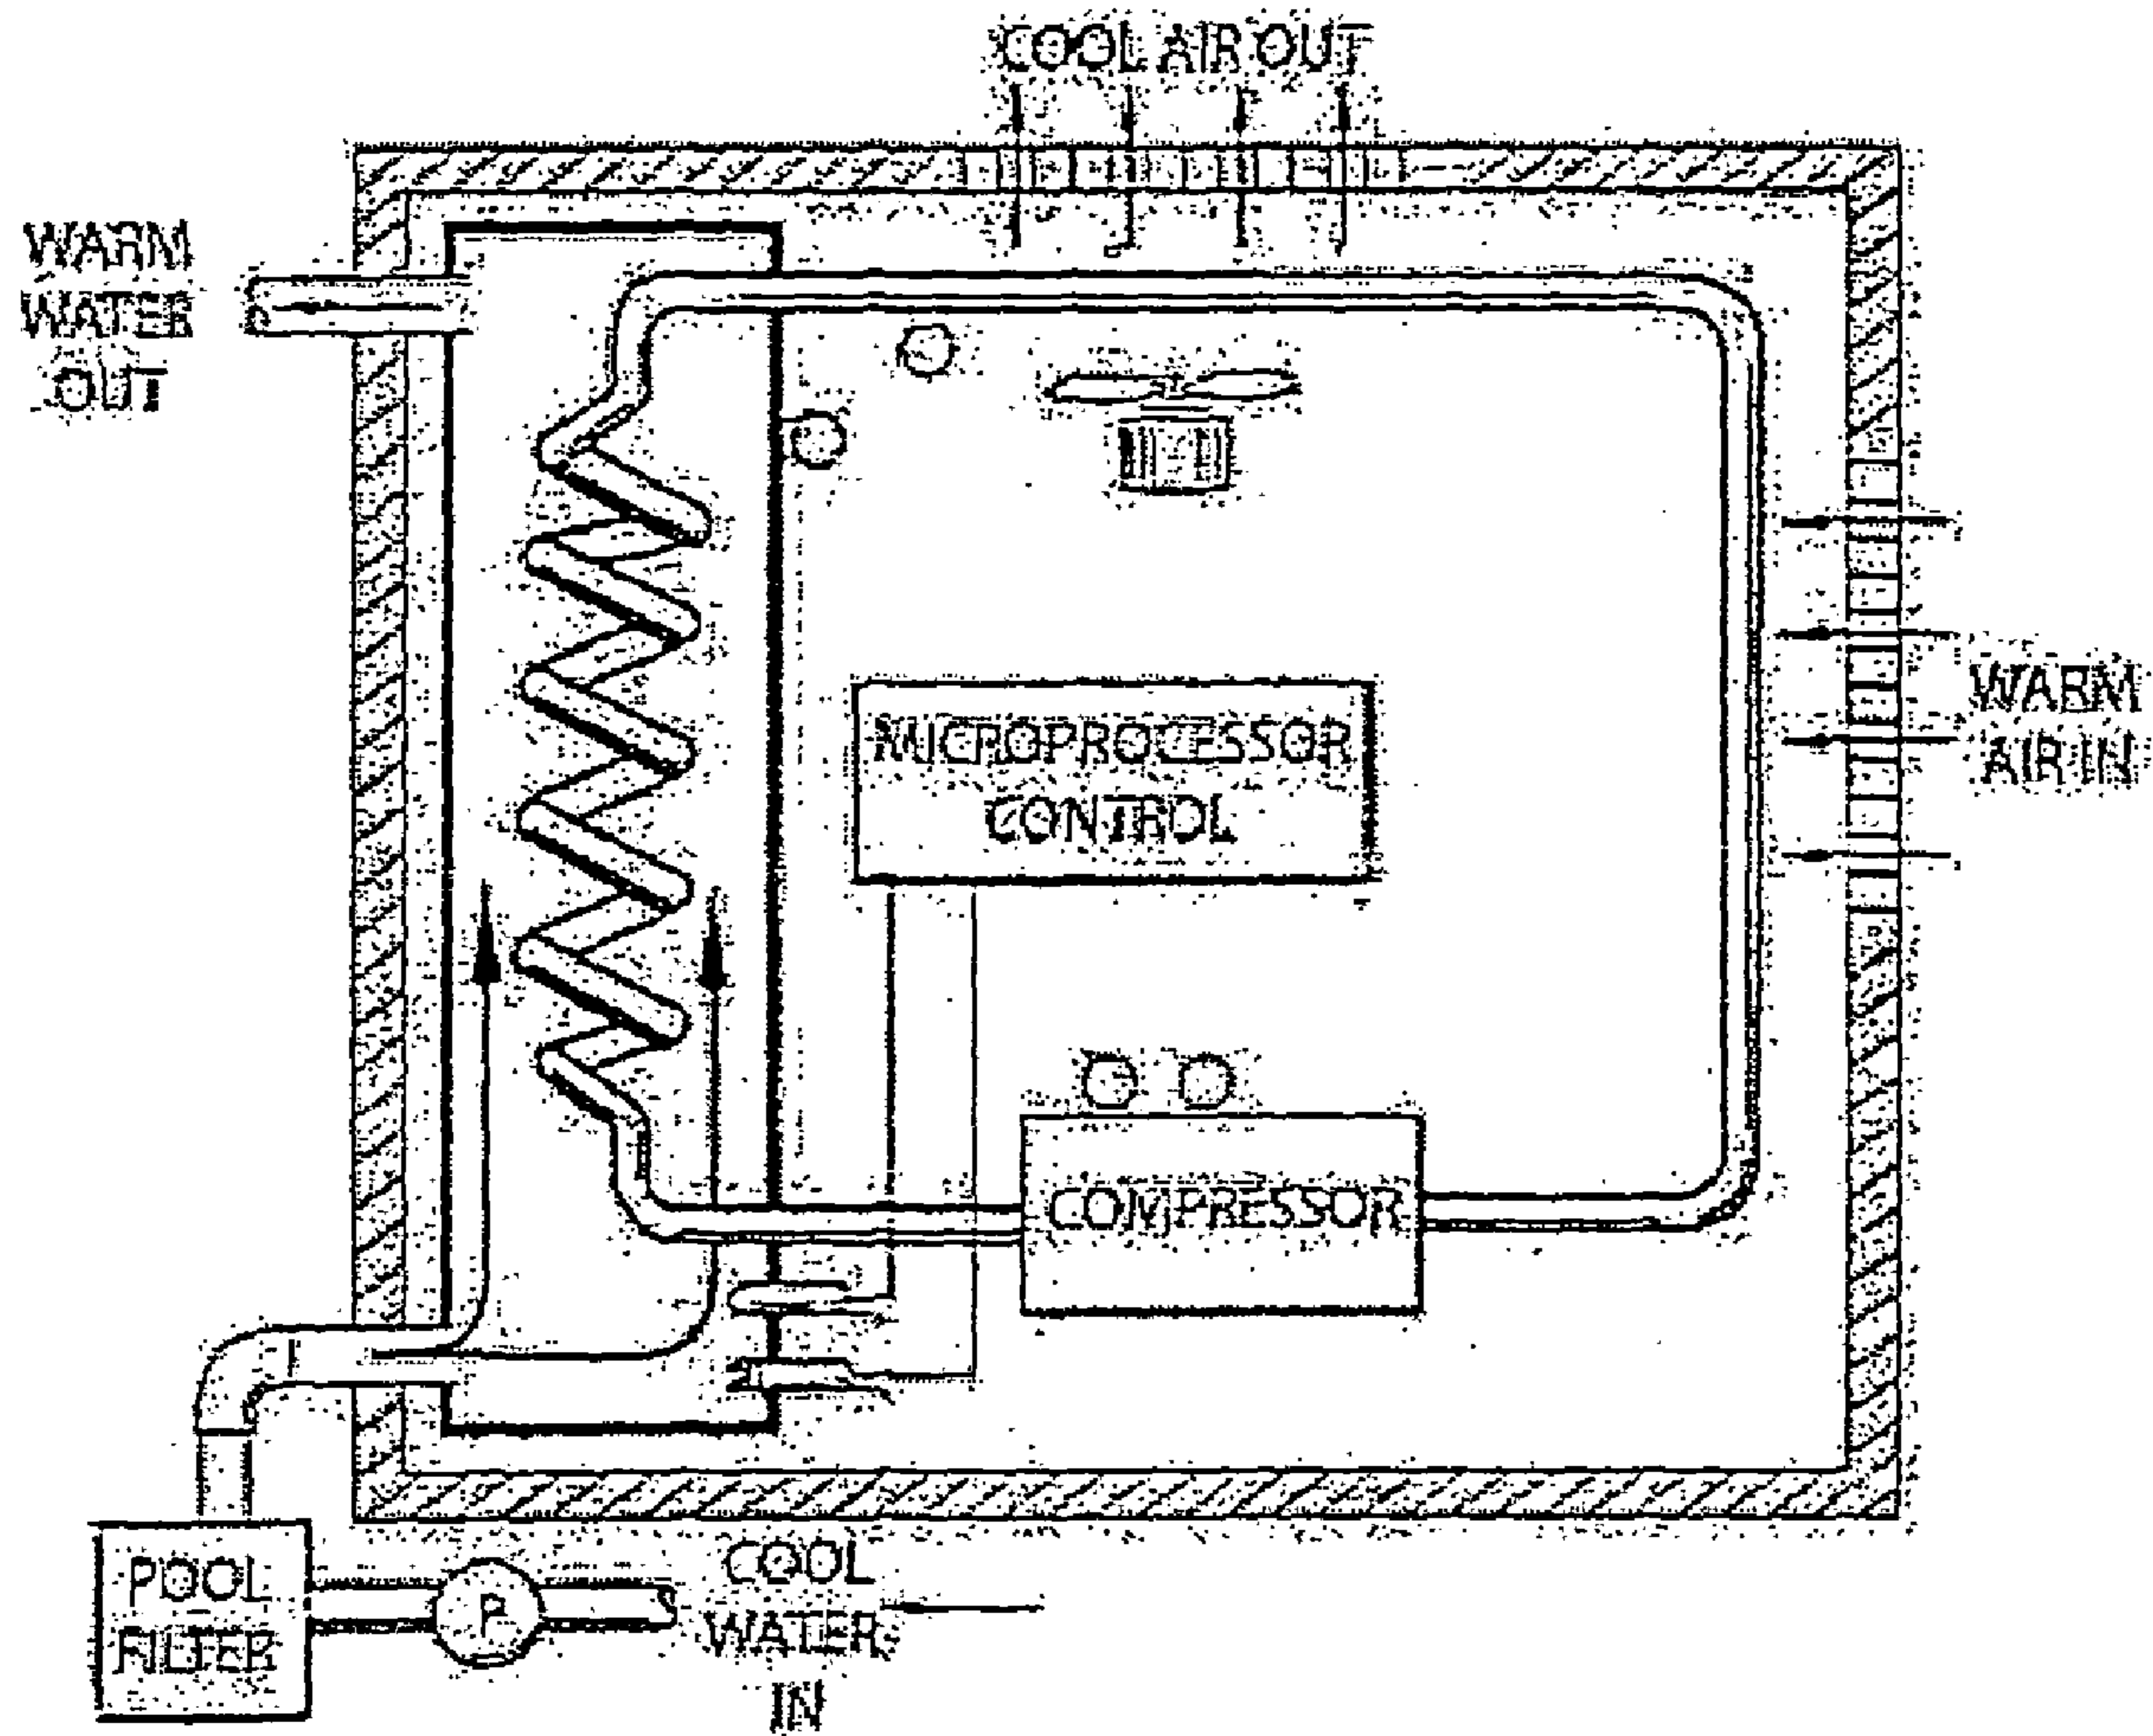 COOL AIR OUT
WARM
WATER
OUT
MICROPROCESSOR
CONTROL
WARM
AIR IN
COMPRESSOR
POOL
FILTER
P
COOL
WATER
IN